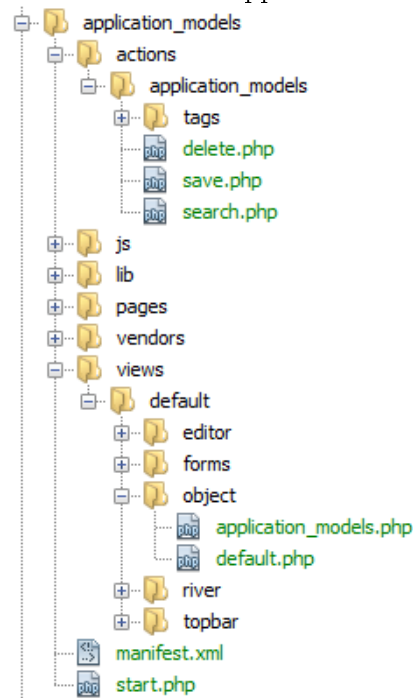 application_models
actions
application_models
tags
delete.php
save.php
search.php
js
lib
pages
vendors
views
default
editor
forms
object
application_models.php
default.php
river
topbar
manifest.xml
start.php